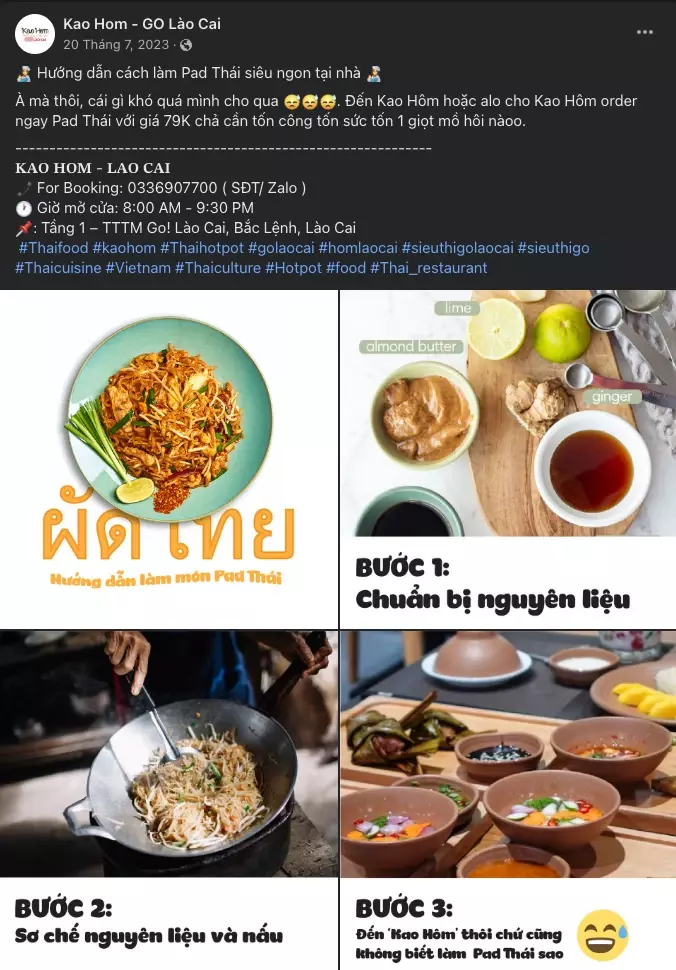 Kao Hom - GO Lào Cai
20 Tháng 7, 2023 ·
👩‍🍳 Hướng dẫn cách làm Pad Thái siêu ngon tại nhà 👩‍🍳
À mà thôi, cái gì khó quá mình cho qua 😅😅😅. Đến Kao Hôm hoặc alo cho Kao Hôm order
ngay Pad Thái với giá 79K chả cần tốn công tốn sức tốn 1 giọt mồ hôi nàoo.
------------------------------------------------------------
KAO HOM - LAO CAI
📞 For Booking: 0336907700 ( SĐT/ Zalo )
🕐 Giờ mở cửa: 8:00 AM - 9:30 PM
📌: Tầng 1 – TTTM Go! Lào Cai, Bắc Lệnh, Lào Cai
#Thaifood #kaohom #Thaihotpot #golaocai #homlaocai #sieuthigolaocai #sieuthigo
#Thaicuisine #Vietnam #Thaiculture #Hotpot #food #Thai_restaurant
ผัดไทย
Hướng dẫn làm món Pad Thái
lime
almond butter
ginger
BƯỚC 1:
Chuẩn bị nguyên liệu
BƯỚC 2:
Sơ chế nguyên liệu và nấu
BƯỚC 3:
Đến 'Kao Hôm' thôi chứ cũng
không biết làm Pad Thái sao